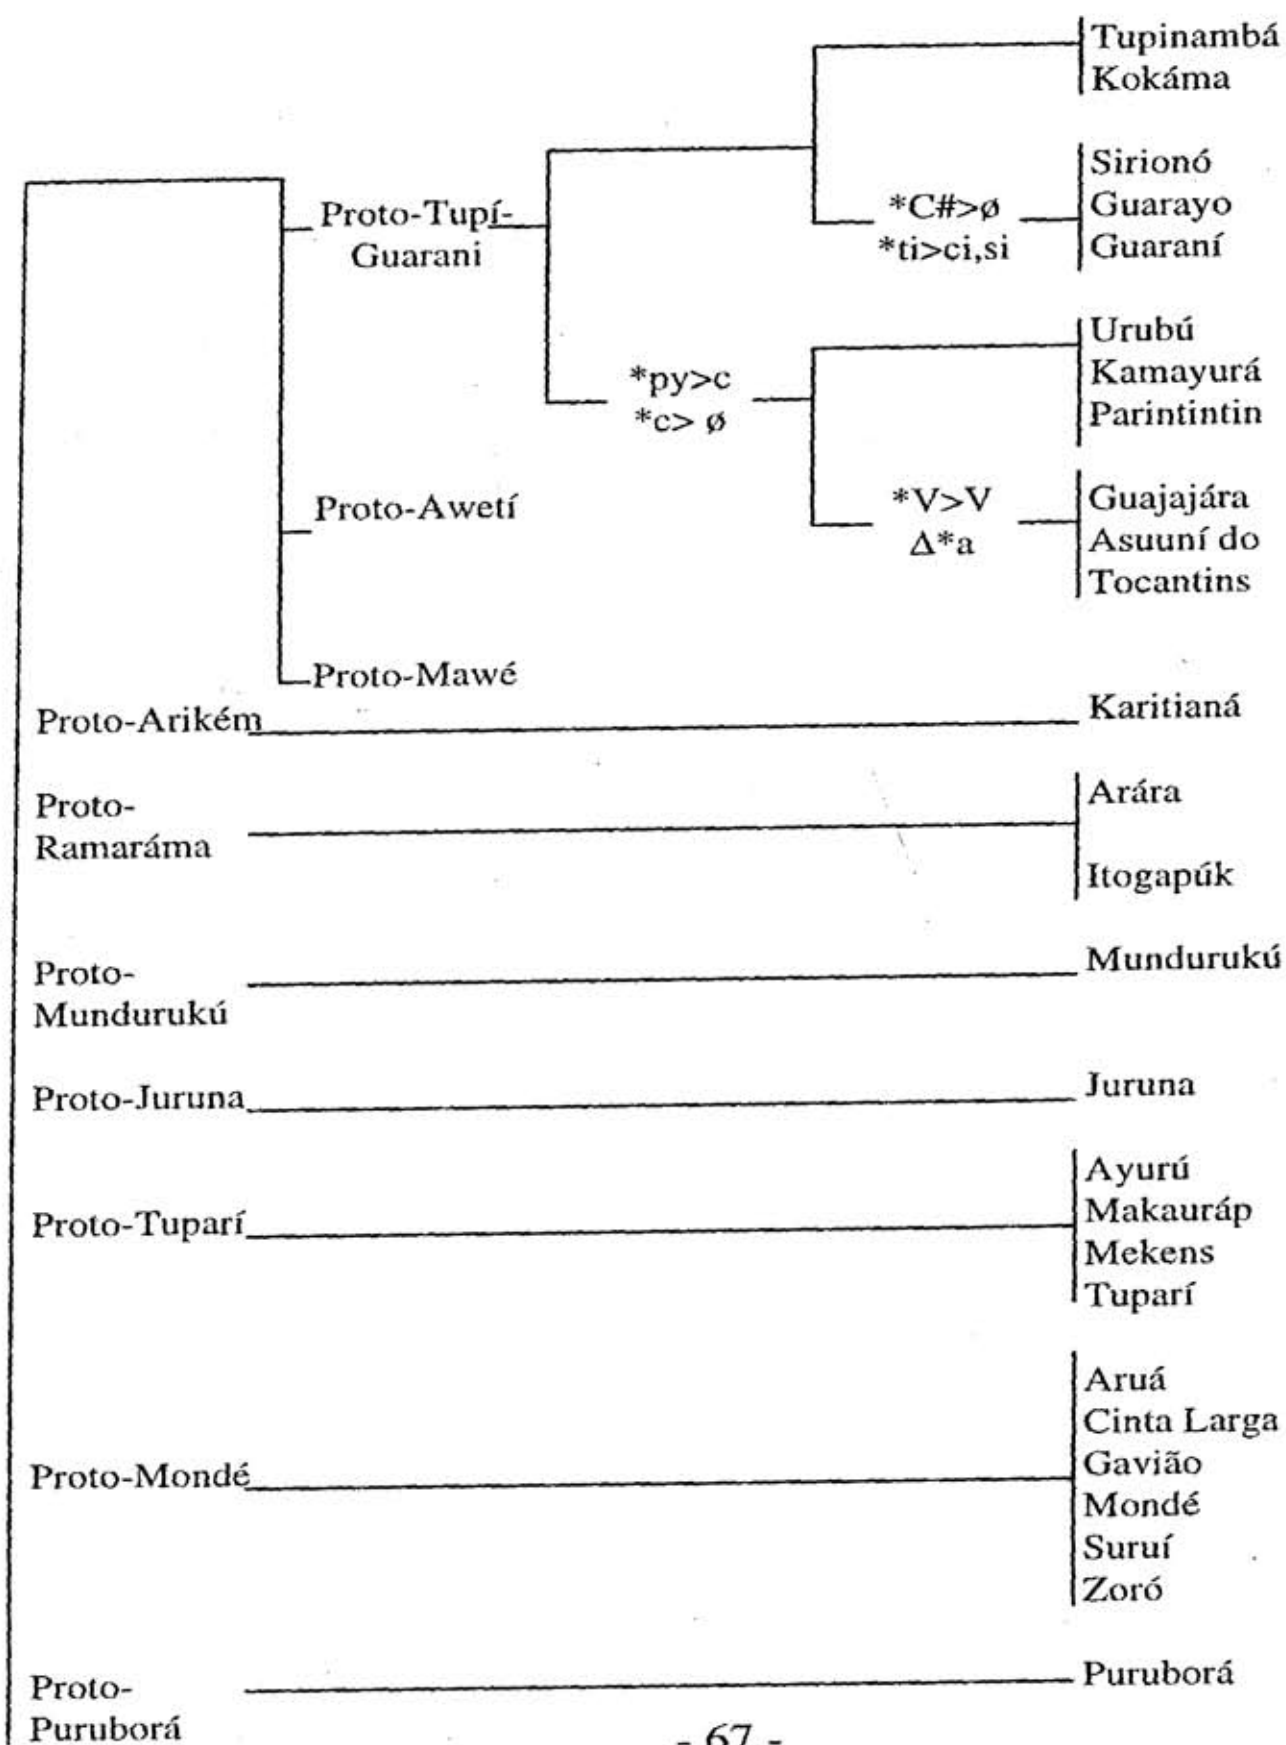 Tupinambá
Kokáma
Proto-Tupí-
Guarani
*C#>ø
*ti>ci,si
Sirionó
Guarayo
Guaraní
*py>c
*c> ø
Urubú
Kamayurá
Parintintin
Proto-Awetí
*V>V
Δ*a
Guajajára
Asuuní do
Tocantins
Proto-Mawé
Proto-Arikém
Karitianá
Proto-
Ramaráma
Arára
Itogapúk
Proto-
Mundurukú
Mundurukú
Proto-Juruna
Juruna
Proto-Tuparí
Ayurú
Makauráp
Mekens
Tuparí
Proto-Mondé
Aruá
Cinta Larga
Gavião
Mondé
Suruí
Zoró
Proto-
Puruborá
Puruborá
- 67 -